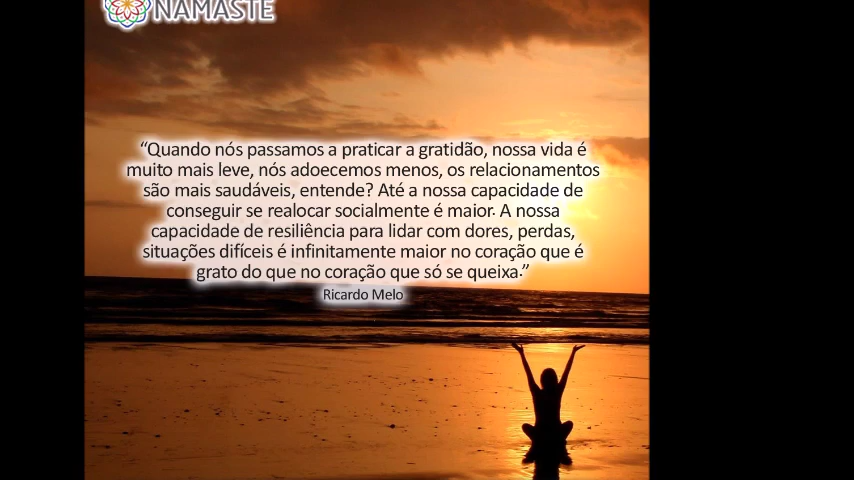 NAMASTE
“Quando nós passamos a praticar a gratidão, nossa vida é
muito mais leve, nós adoecemos menos, os relacionamentos
são mais saudáveis, entende? Até a nossa capacidade de
conseguir se realocar socialmente é maior. A nossa
capacidade de resiliência para lidar com dores, perdas,
situações difíceis é infinitamente maior no coração que é
grato do que no coração que só se queixa.”
Ricardo Melo